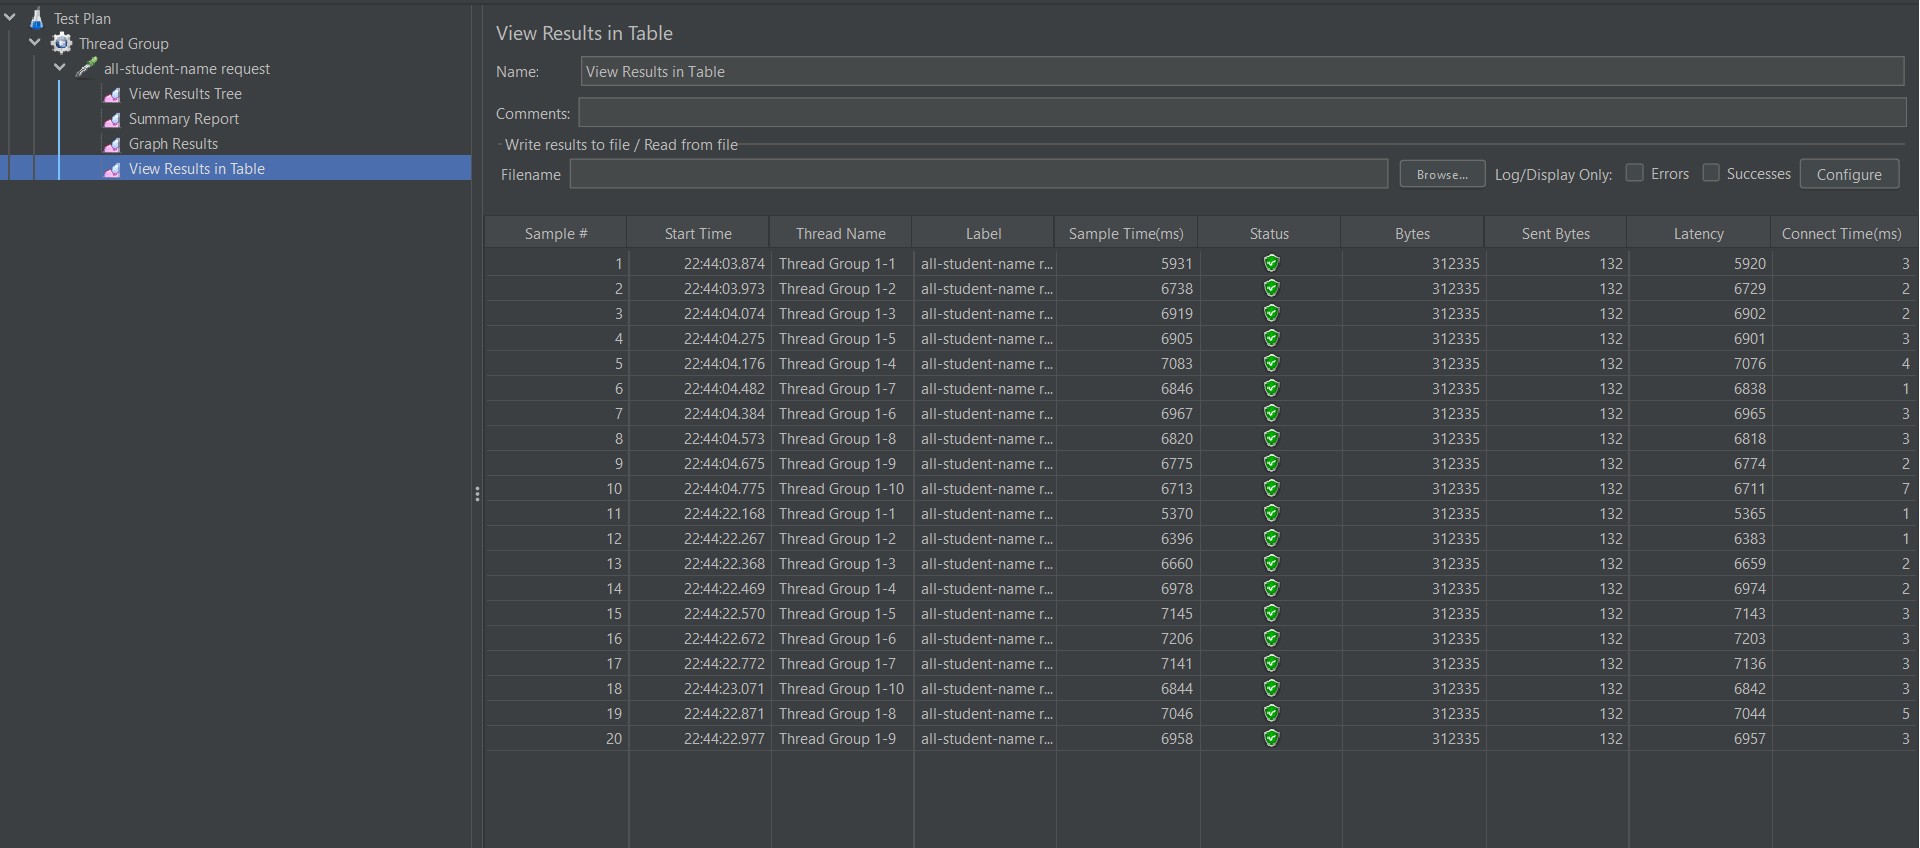 Test Plan
Thread Group
all-student-name request
View Results Tree
Summary Report
Graph Results
View Results in Table
View Results in Table
Name: View Results in Table
Comments:
Write results to file / Read from file
Filename Browse... Log/Display Only: Errors Successes Configure
Sample # Start Time Thread Name Label Sample Time(ms) Status Bytes Sent Bytes Latency Connect Time(ms)
1 22:44:03.874 Thread Group 1-1 all-student-name r... 5931 312335 132 5920 3
2 22:44:03.973 Thread Group 1-2 all-student-name r... 6738 312335 132 6729 2
3 22:44:04.074 Thread Group 1-3 all-student-name r... 6919 312335 132 6902 2
4 22:44:04.275 Thread Group 1-5 all-student-name r... 6905 312335 132 6901 3
5 22:44:04.176 Thread Group 1-4 all-student-name r... 7083 312335 132 7076 4
6 22:44:04.482 Thread Group 1-7 all-student-name r... 6846 312335 132 6838 1
7 22:44:04.384 Thread Group 1-6 all-student-name r... 6967 312335 132 6965 3
8 22:44:04.573 Thread Group 1-8 all-student-name r... 6820 312335 132 6818 3
9 22:44:04.675 Thread Group 1-9 all-student-name r... 6775 312335 132 6774 2
10 22:44:04.775 Thread Group 1-10 all-student-name r... 6713 312335 132 6711 7
11 22:44:22.168 Thread Group 1-1 all-student-name r... 5370 312335 132 5365 1
12 22:44:22.267 Thread Group 1-2 all-student-name r... 6396 312335 132 6383 1
13 22:44:22.368 Thread Group 1-3 all-student-name r... 6660 312335 132 6659 2
14 22:44:22.469 Thread Group 1-4 all-student-name r... 6978 312335 132 6974 2
15 22:44:22.570 Thread Group 1-5 all-student-name r... 7145 312335 132 7143 3
16 22:44:22.672 Thread Group 1-6 all-student-name r... 7206 312335 132 7203 3
17 22:44:22.772 Thread Group 1-7 all-student-name r... 7141 312335 132 7136 3
18 22:44:23.071 Thread Group 1-10 all-student-name r... 6844 312335 132 6842 3
19 22:44:22.871 Thread Group 1-8 all-student-name r... 7046 312335 132 7044 5
20 22:44:22.977 Thread Group 1-9 all-student-name r... 6958 312335 132 6957 3